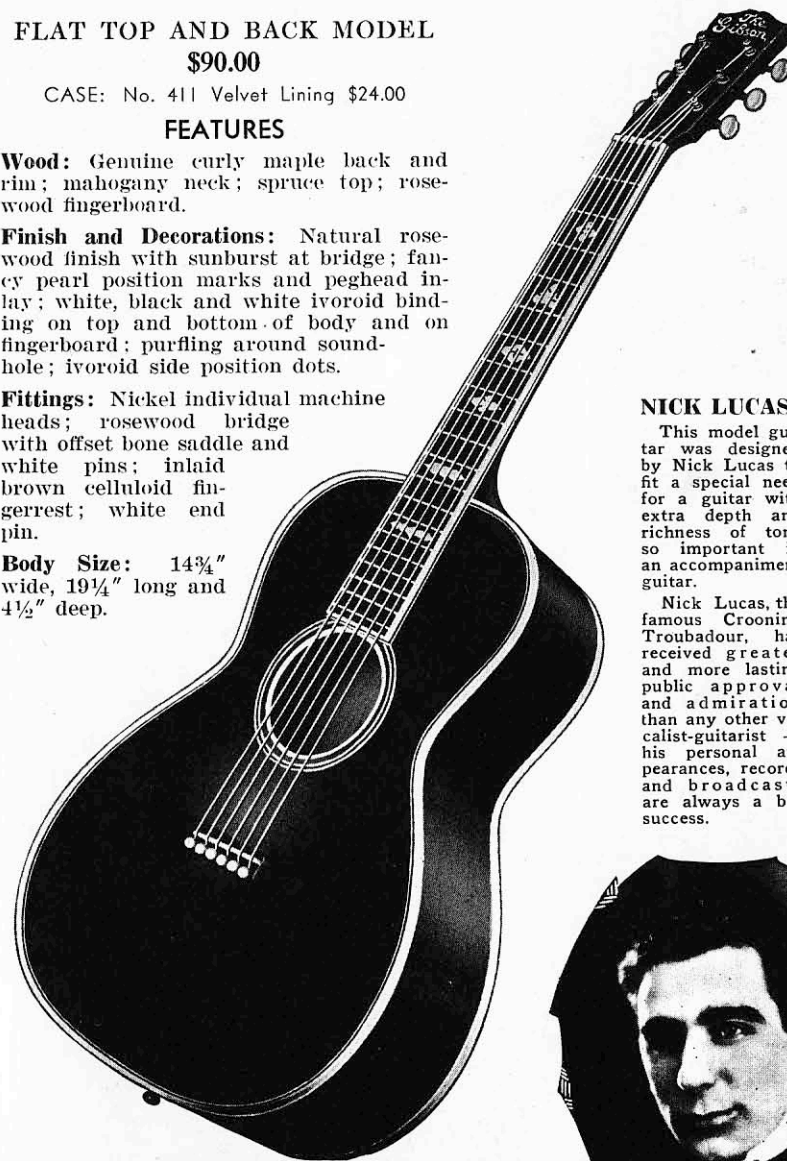 FLAT TOP AND BACK MODEL
$90.00
CASE: No. 411 Velvet Lining $24.00
FEATURES
Wood: Genuine curly maple back and
rim; mahogany neck; spruce top; rose-
wood fingerboard.
Finish and Decorations: Natural rose-
wood finish with sunburst at bridge; fan-
cy pearl position marks and peghead in-
lay; white, black and white ivoroid bind-
ing on top and bottom of body and on
fingerboard; purfling around sound-
hole; ivoroid side position dots.
Fittings: Nickel individual machine
heads; rosewood bridge
with offset bone saddle and
white pins; inlaid
brown celluloid fin-
gerrest; white end
pin.
Body Size: 14¾"
wide, 19¼" long and
4½" deep.
The
Gibson
NICK LUCAS
This model gui
tar was designe
by Nick Lucas t
fit a special nee
for a guitar wit
extra depth an
richness of ton
so important i
an accompanimen
guitar.
Nick Lucas, th
famous Croonin
Troubadour, ha
received greate
and more lastin
public approva
and admiratio
than any other v
calist-guitarist -
his personal a
pearances, record
and broadcast
are always a b
success.